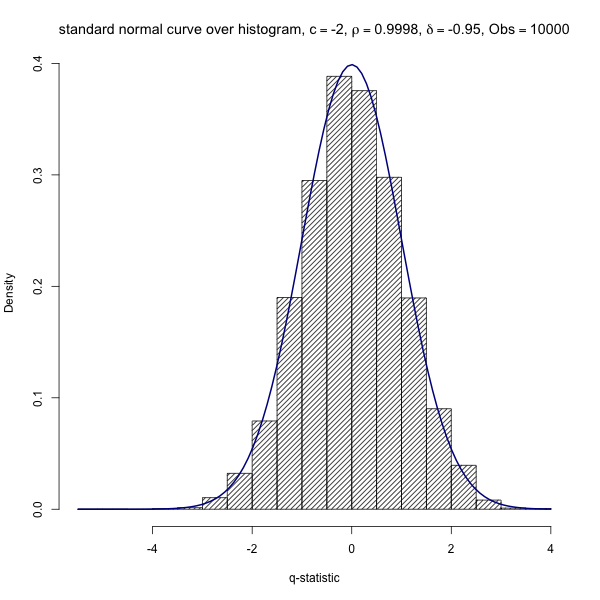 standard normal curve over histogram, c = -2, ρ = 0.9998, δ = -0.95, Obs = 10000
Density
0.4
0.3
0.2
0.1
0.0
-4 -2 0 2 4
q-statistic